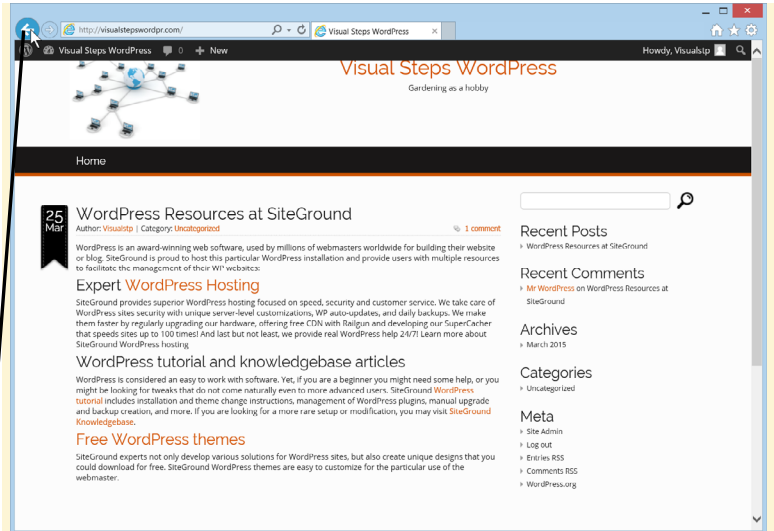 http://visualstepswordpr.com/
Visual Steps WordPress
Visual Steps WordPress 0 + New
Howdy, Visualstp
Visual Steps WordPress
Gardening as a hobby
Home
25
Mar
WordPress Resources at SiteGround
Author: Visualstp | Category: Uncategorized
1 comment
WordPress is an award-winning web software, used by millions of webmasters worldwide for building their website
or blog. SiteGround is proud to host this particular WordPress installation and provide users with multiple resources
to facilitate the management of their WP websites:
Expert WordPress Hosting
SiteGround provides superior WordPress hosting focused on speed, security and customer service. We take care of
WordPress sites security with unique server-level customizations, WP auto-updates, and daily backups. We make
them faster by regularly upgrading our hardware, offering free CDN with Railgun and developing our SuperCacher
that speeds sites up to 100 times! And last but not least, we provide real WordPress help 24/7! Learn more about
SiteGround WordPress hosting
WordPress tutorial and knowledgebase articles
WordPress is considered an easy to work with software. Yet, if you are a beginner you might need some help, or you
might be looking for tweaks that do not come naturally even to more advanced users. SiteGround WordPress
tutorial includes installation and theme change instructions, management of WordPress plugins, manual upgrade
and backup creation, and more. If you are looking for a more rare setup or modification, you may visit SiteGround
Knowledgebase.
Free WordPress themes
SiteGround experts not only develop various solutions for WordPress sites, but also create unique designs that you
could download for free. SiteGround WordPress themes are easy to customize for the particular use of the
webmaster.
Recent Posts
WordPress Resources at SiteGround
Recent Comments
Mr WordPress on WordPress Resources at
SiteGround
Archives
March 2015
Categories
Uncategorized
Meta
Site Admin
Log out
Entries RSS
Comments RSS
WordPress.org